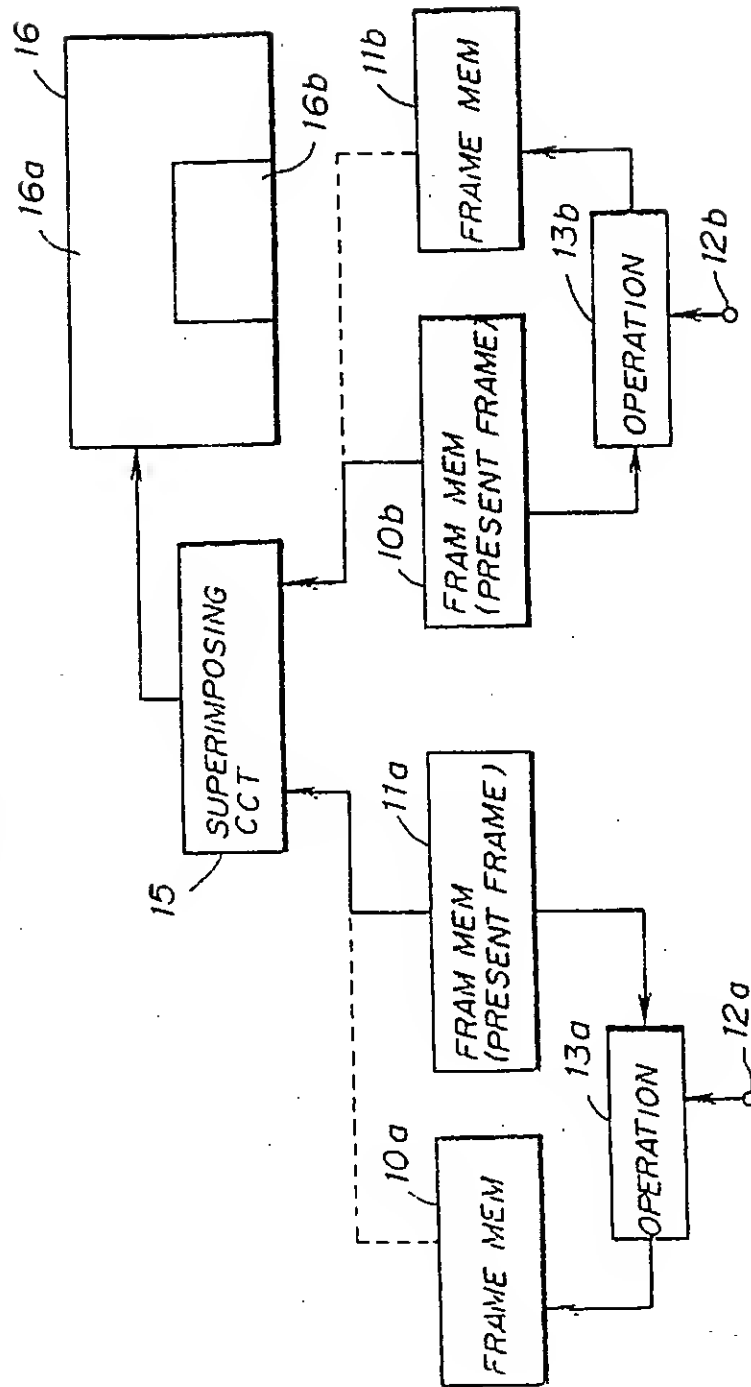 16a
16
16b
15
SUPERIMPOSING
CCT
10a
FRAME MEM
11a
FRAM MEM
(PRESENT FRAME)
10b
FRAM MEM
(PRESENT FRAME)
11b
FRAME MEM
13a
OPERATION
12a
13b
OPERATION
12b